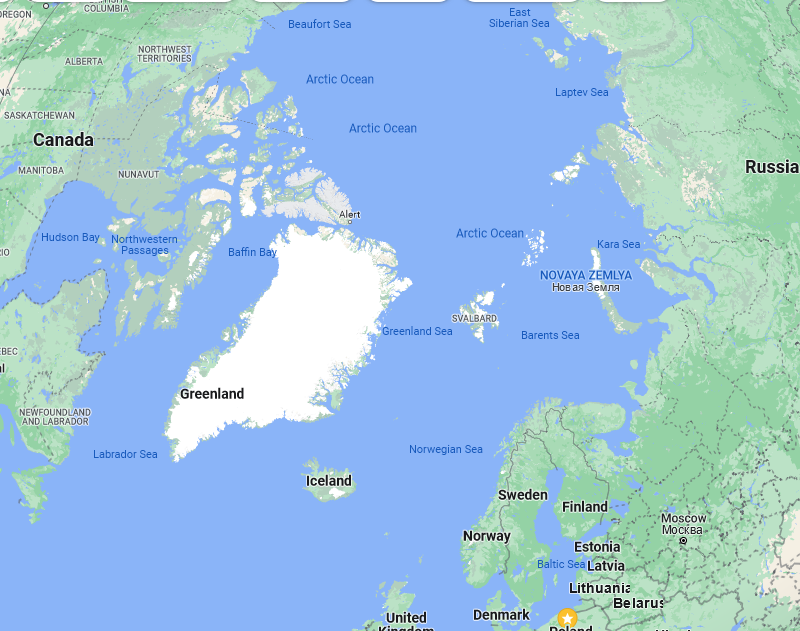 OREGON
BRITISH
COLUMBIA
Beaufort Sea
East
Siberian Sea
NORTHWEST
TERRITORIES
ALBERTA
Arctic Ocean
Laptev Sea
SASKATCHEWAN
Arctic Ocean
Canada
Russia
MANITOBA
NUNAVUT
Alert
Hudson Bay
Northwestern
Passages
Baffin Bay
Arctic Ocean
Kara Sea
NOVAYA ZEMLYA
Новая Земля
SVALBARD
Greenland Sea
Barents Sea
EBEC
Greenland
NEWFOUNDLAND
AND LABRADOR
Labrador Sea
Norwegian Sea
Iceland
Sweden
Finland
Moscow
Москва
Norway
Estonia
Baltic Sea
Latvia
Lithuania
Belarus
Denmark
United
Kingdom
Poland